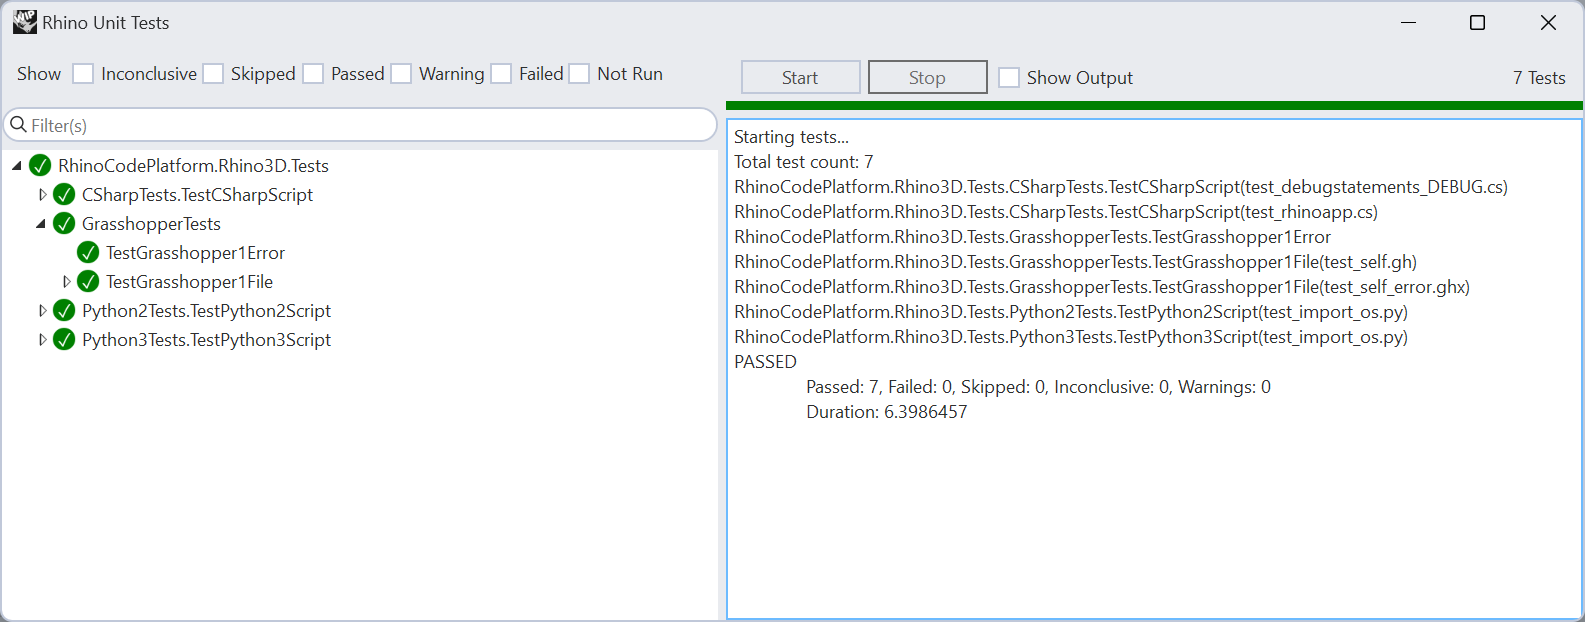 WIP Rhino Unit Tests
Show Inconclusive Skipped Passed Warning Failed Not Run
Start Stop Show Output 7 Tests
Filter(s)
RhinoCodePlatform.Rhino3D.Tests
CSharpTests.TestCSharpScript
GrasshopperTests
TestGrasshopper1Error
TestGrasshopper1File
Python2Tests.TestPython2Script
Python3Tests.TestPython3Script
Starting tests...
Total test count: 7
RhinoCodePlatform.Rhino3D.Tests.CSharpTests.TestCSharpScript(test_debugstatements_DEBUG.cs)
RhinoCodePlatform.Rhino3D.Tests.CSharpTests.TestCSharpScript(test_rhinoapp.cs)
RhinoCodePlatform.Rhino3D.Tests.GrasshopperTests.TestGrasshopper1Error
RhinoCodePlatform.Rhino3D.Tests.GrasshopperTests.TestGrasshopper1File(test_self.gh)
RhinoCodePlatform.Rhino3D.Tests.GrasshopperTests.TestGrasshopper1File(test_self_error.ghx)
RhinoCodePlatform.Rhino3D.Tests.Python2Tests.TestPython2Script(test_import_os.py)
RhinoCodePlatform.Rhino3D.Tests.Python3Tests.TestPython3Script(test_import_os.py)
PASSED
Passed: 7, Failed: 0, Skipped: 0, Inconclusive: 0, Warnings: 0
Duration: 6.3986457